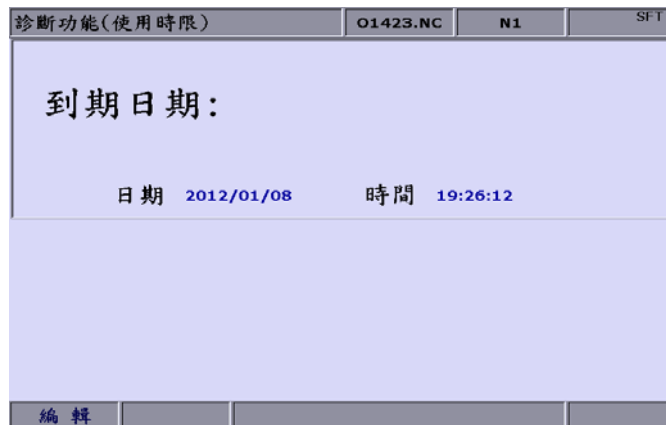 診斷功能(使用時限) O1423.NC N1 SFT
到期日期:
日期 2012/01/08 時間 19:26:12
編 輯